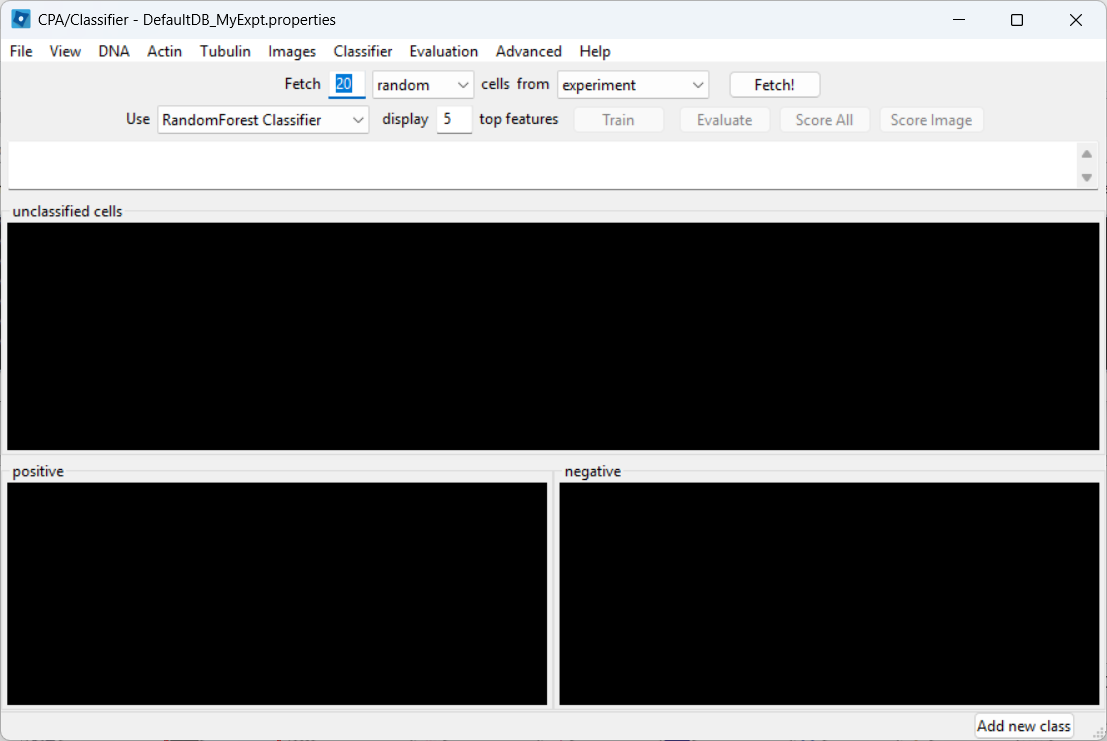 CPA/Classifier - DefaultDB_MyExpt.properties
File View DNA Actin Tubulin Images Classifier Evaluation Advanced Help
Fetch 20 random cells from experiment Fetch!
Use RandomForest Classifier display 5 top features Train Evaluate Score All Score Image
unclassified cells
positive negative
Add new class